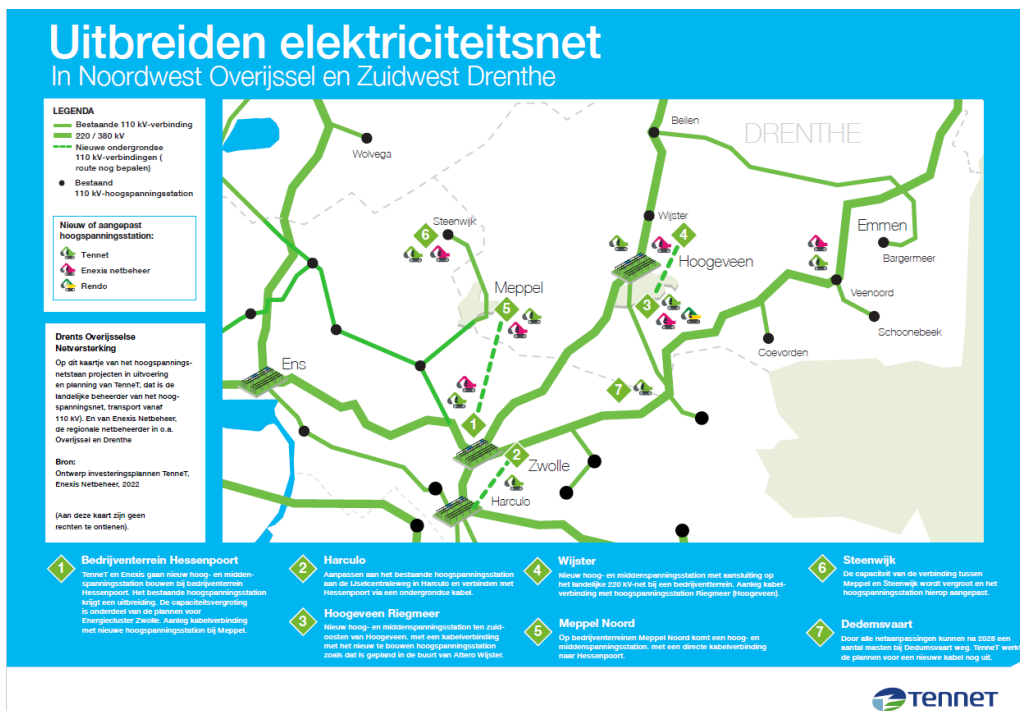 Uitbreiden elektriciteitsnet
In Noordwest Overijssel en Zuidwest Drenthe
LEGENDA
Bestaande 110 kV-verbinding
220 / 380 kV
Nieuwe ondergrondse
110 kV-verbindingen (
route nog bepalen)
Bestaand
110 kV-hoogspanningsstation
Nieuw of aangepast
hoogspanningsstation:
Tennet
Enexis netbeheer
Rendo
Drents Overijsselse
Netversterking
Op dit kaartje van het hoogspannings-
netstaan projecten in uitvoering
en planning van TenneT, dat is de
landelijke beheerder van het hoog-
spanningsnet, transport vanaf
110 kV). En van Enexis Netbeheer,
de regionale netbeheerder in o.a.
Overijssel en Drenthe
Bron:
Ontwerp investeringsplannen TenneT,
Enexis Netbeheer, 2022
(Aan deze kaart zijn geen
rechten te ontlenen).
Wolvega
Beilen
DRENTHE
Steenwijk
6
Wijster
4
Emmen
Bargermeer
Hoogeveen
Meppel
5
3
Veenoord
Schoonebeek
Coevorden
Ens
7
1
2
Zwolle
Harculo
1
Bedrijventerrein Hessenpoort
TenneT en Enexis gaan nieuw hoog- en midden-
spanningsstation bouwen bij bedrijventerrein
Hessenpoort. Het bestaande hoogspanningsstation
krijgt een uitbreiding. De capaciteitsvergroting
is onderdeel van de plannen voor
Energiecluster Zwolle. Aanleg kabelverbinding
met nieuwe hoogspanningsstation bij Meppel.
2
Harculo
Aanpassen aan het bestaande hoogspanningsstation
aan de IJselcentraleweg in Harculo en verbinden met
Hessenpoort via een ondergrondse kabel.
3
Hoogeveen Riegmeer
Nieuw hoog- en middenspanningsstation ten zuid-
oosten van Hoogeveen. met een kabelverbinding
met het nieuw te bouwen hoogspanningsstation
zoals dat is gepland in de buurt van Attero Wijster.
4
Wijster
Nieuw hoog- en middenspanningsstation met aansluiting op
het landelijke 220 kV-net bij een bedrijventterrein. Aanleg kabel-
verbinding met hoogspanningsstation Riegmeer (Hoogeveen).
5
Meppel Noord
Op bedrijventerreinen Meppel Noord komt een hoog- en
middenspanningsstation. met een directe kabelverbinding
naar Hessenpoort.
6
Steenwijk
De capaciteit van de verbinding tussen
Meppel en Steenwijk wordt vergroot en het
hoogspanningsstation hierop aangepast.
7
Dedemsvaart
Door alle netaanpassingen kunnen na 2028 een
aantal masten bij Dedumsvaart weg. TenneT werkt
de plannen voor een nieuwe kabel nog uit.
TENNET